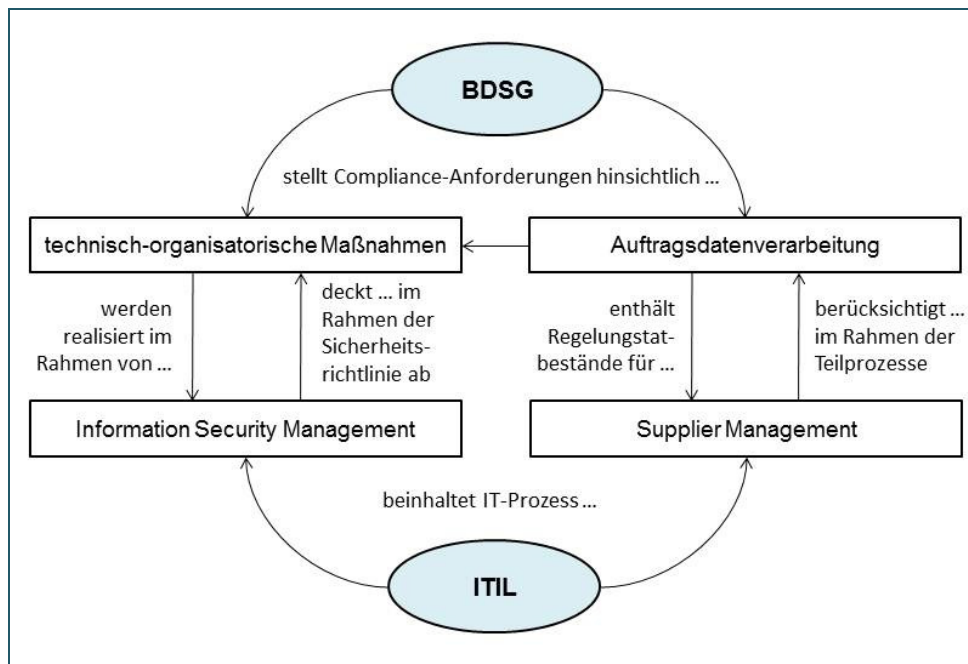 BDSG
stellt Compliance-Anforderungen hinsichtlich ...
technisch-organisatorische Maßnahmen
Auftragsdatenverarbeitung
werden
realisiert im
Rahmen von ...
deckt ... im
Rahmen der
Sicherheits-
richtlinie ab
enthält
Regelungstat-
bestände für ...
berücksichtigt ...
im Rahmen der
Teilprozesse
Information Security Management
Supplier Management
beinhaltet IT-Prozess ...
ITIL